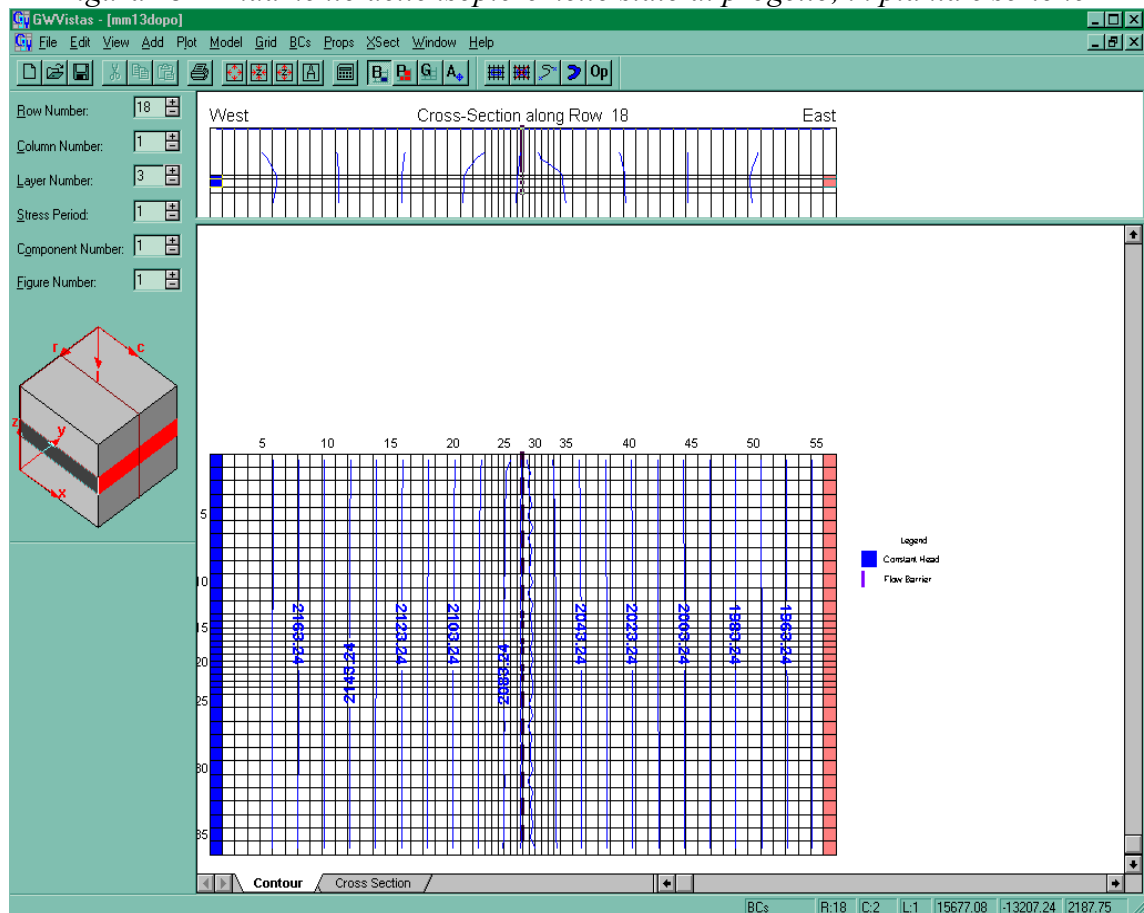 GWVistas - [mm13dopo]
File Edit View Add Plot Model Grid BCs Props XSect Window Help
B P G A Op
Row Number: 18
Column Number: 1
Layer Number: 3
Stress Period: 1
Component Number: 1
Figure Number: 1
r c
l
z y
x
West Cross-Section along Row 18 East
5 10 15 20 25 30 35 40 45 50 55
5
10
15
20
25
30
35
2163.24
2143.24
2123.24
2103.24
2083.24
2043.24
2023.24
2003.24
1983.24
1963.24
Legend
Constant Head
Flow Barrier
Contour Cross Section
BCs R:18 C:2 L:1 15677.08 -13207.24 2187.75